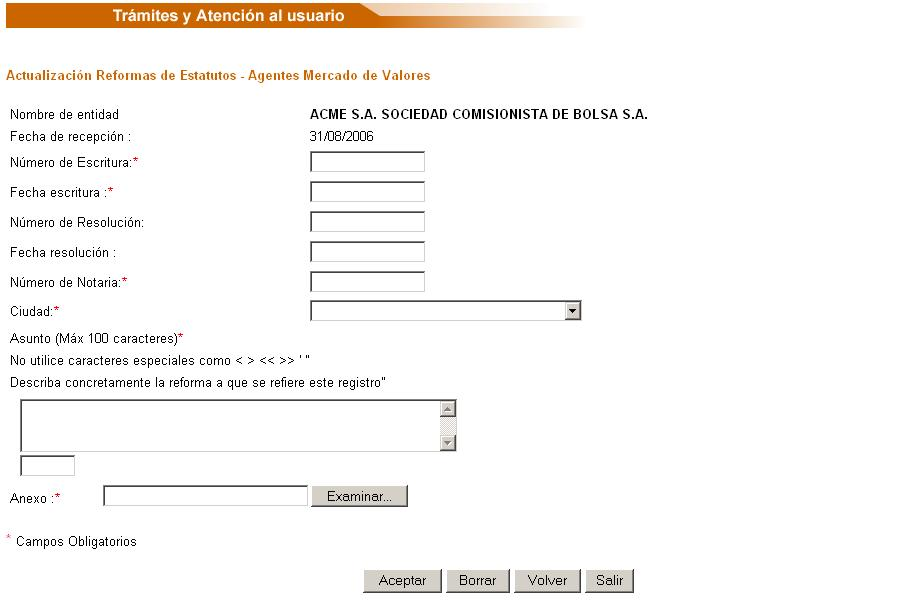 Trámites y Atención al usuario
Actualización Reformas de Estatutos - Agentes Mercado de Valores
Nombre de entidad ACME S.A. SOCIEDAD COMISIONISTA DE BOLSA S.A.
Fecha de recepción : 31/08/2006
Número de Escritura:*
Fecha escritura :*
Número de Resolución:
Fecha resolución :
Número de Notaria:*
Ciudad:*
Asunto (Máx 100 caracteres)*
No utilice caracteres especiales como < > << >> ' "
Describa concretamente la reforma a que se refiere este registro"
Anexo :* Examinar...
* Campos Obligatorios
Aceptar Borrar Volver Salir